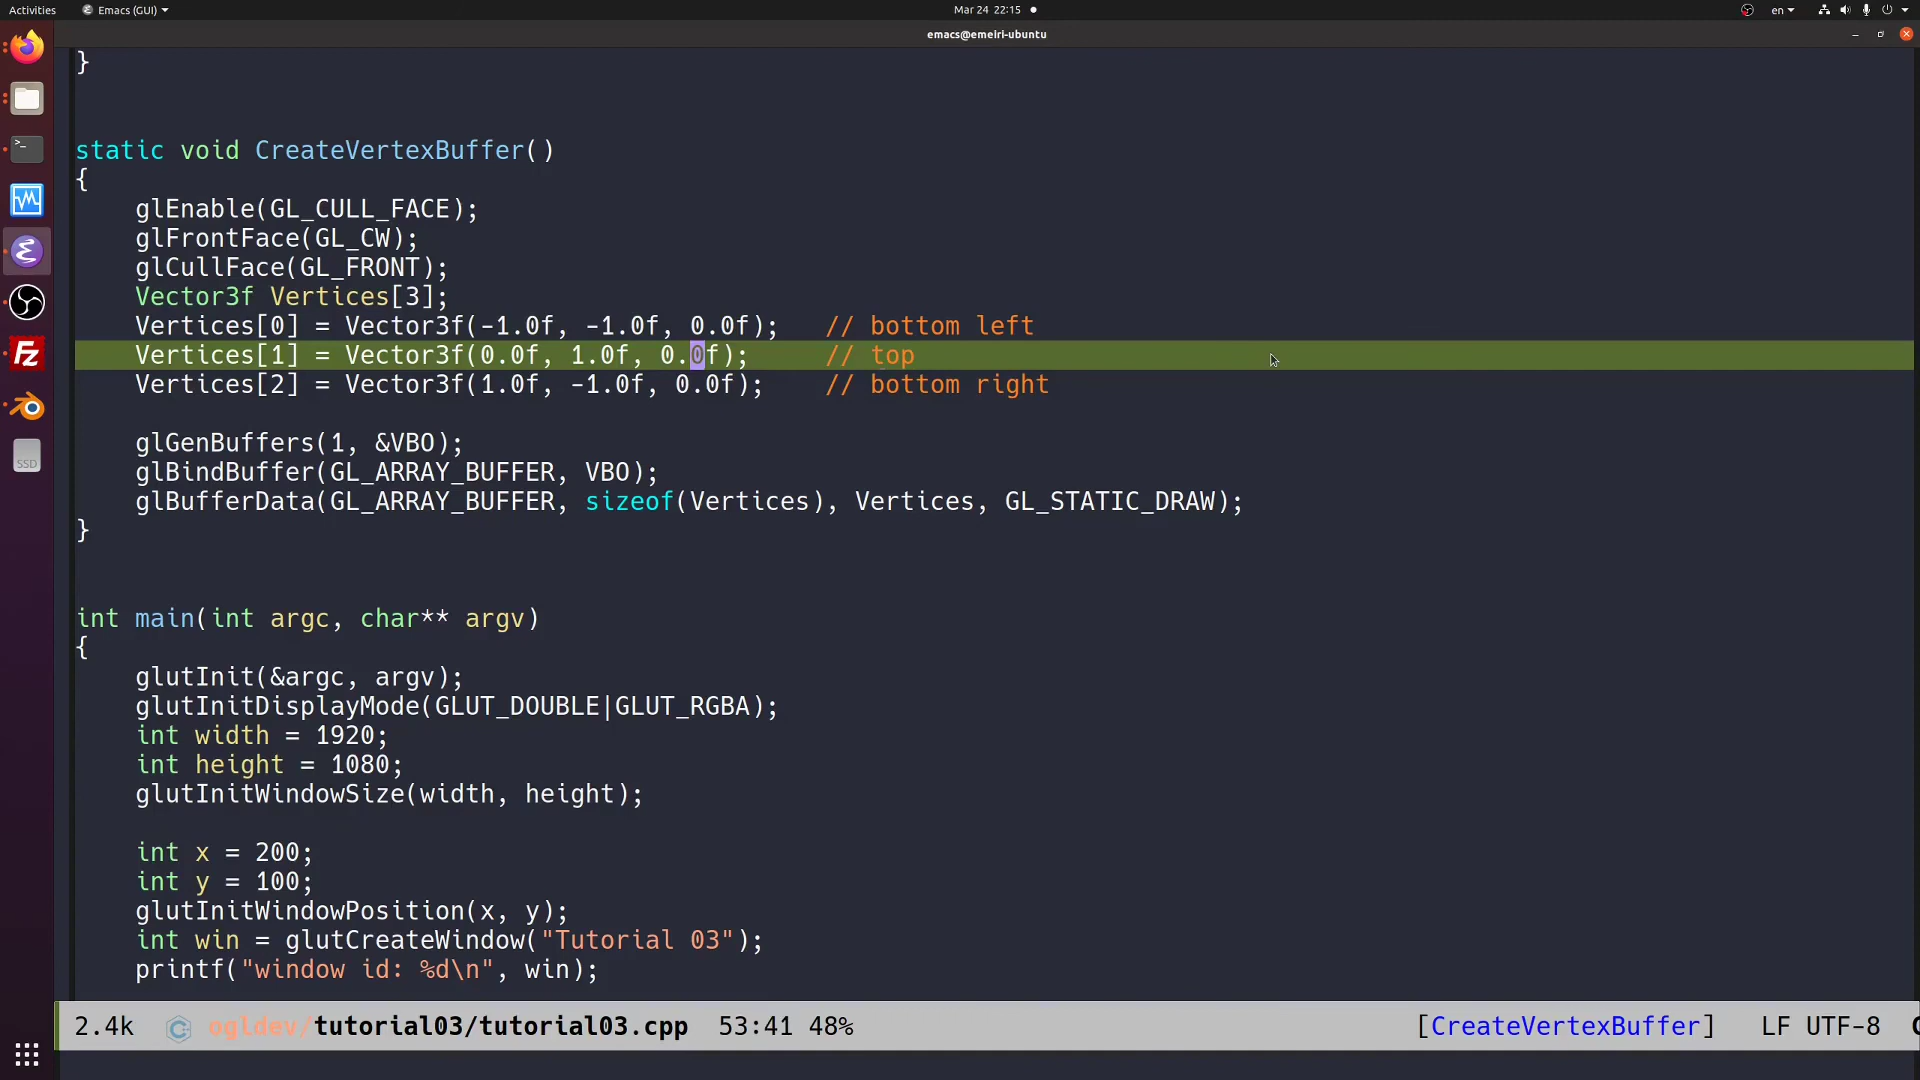 Activities
Emacs (GUI)
Mar 24 22:15
en
emacs@emeiri-ubuntu
}
static void CreateVertexBuffer()
{
    glEnable(GL_CULL_FACE);
    glFrontFace(GL_CW);
    glCullFace(GL_FRONT);
    Vector3f Vertices[3];
    Vertices[0] = Vector3f(-1.0f, -1.0f, 0.0f);   // bottom left
    Vertices[1] = Vector3f(0.0f, 1.0f, 0.0f);     // top
    Vertices[2] = Vector3f(1.0f, -1.0f, 0.0f);    // bottom right
    glGenBuffers(1, &VBO);
    glBindBuffer(GL_ARRAY_BUFFER, VBO);
    glBufferData(GL_ARRAY_BUFFER, sizeof(Vertices), Vertices, GL_STATIC_DRAW);
}
int main(int argc, char** argv)
{
    glutInit(&argc, argv);
    glutInitDisplayMode(GLUT_DOUBLE|GLUT_RGBA);
    int width = 1920;
    int height = 1080;
    glutInitWindowSize(width, height);
    int x = 200;
    int y = 100;
    glutInitWindowPosition(x, y);
    int win = glutCreateWindow("Tutorial 03");
    printf("window id: %d\n", win);
2.4k ogldev/tutorial03/tutorial03.cpp 53:41 48% [CreateVertexBuffer] LF UTF-8
SSD